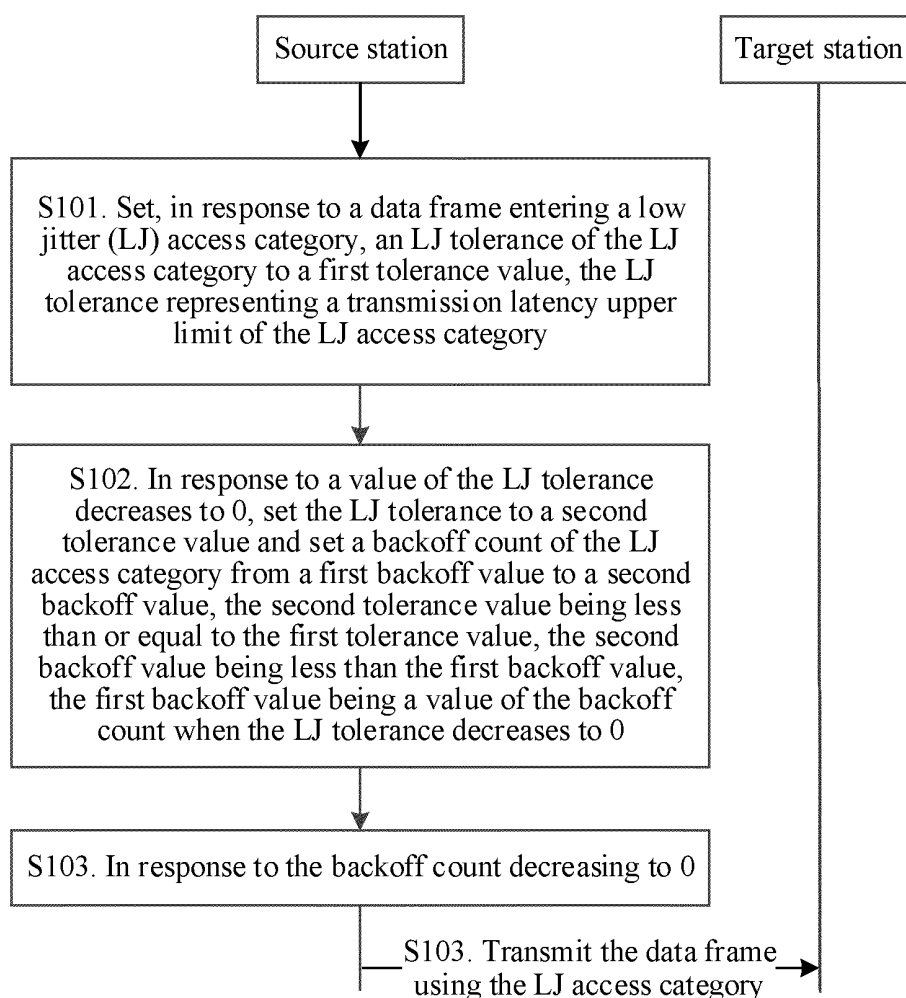 Source station
Target station
S101. Set, in response to a data frame entering a low
jitter (LJ) access category, an LJ tolerance of the LJ
access category to a first tolerance value, the LJ
tolerance representing a transmission latency upper
limit of the LJ access category
S102. In response to a value of the LJ tolerance
decreases to 0, set the LJ tolerance to a second
tolerance value and set a backoff count of the LJ
access category from a first backoff value to a second
backoff value, the second tolerance value being less
than or equal to the first tolerance value, the second
backoff value being less than the first backoff value,
the first backoff value being a value of the backoff
count when the LJ tolerance decreases to 0
S103. In response to the backoff count decreasing to 0
S103. Transmit the data frame
using the LJ access category